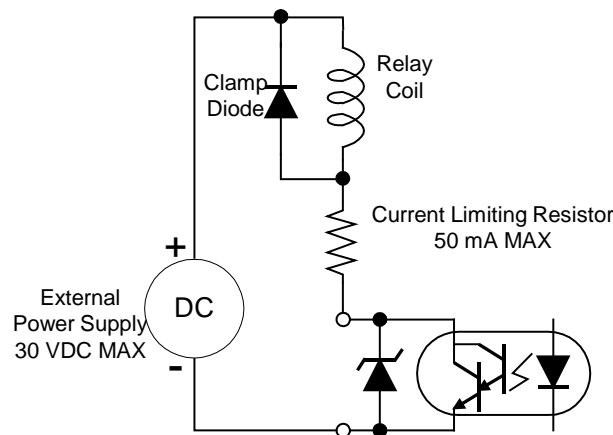 Clamp
Diode
Relay
Coil
Current Limiting Resistor
50 mA MAX
+
DC
External
Power Supply
30 VDC MAX
-